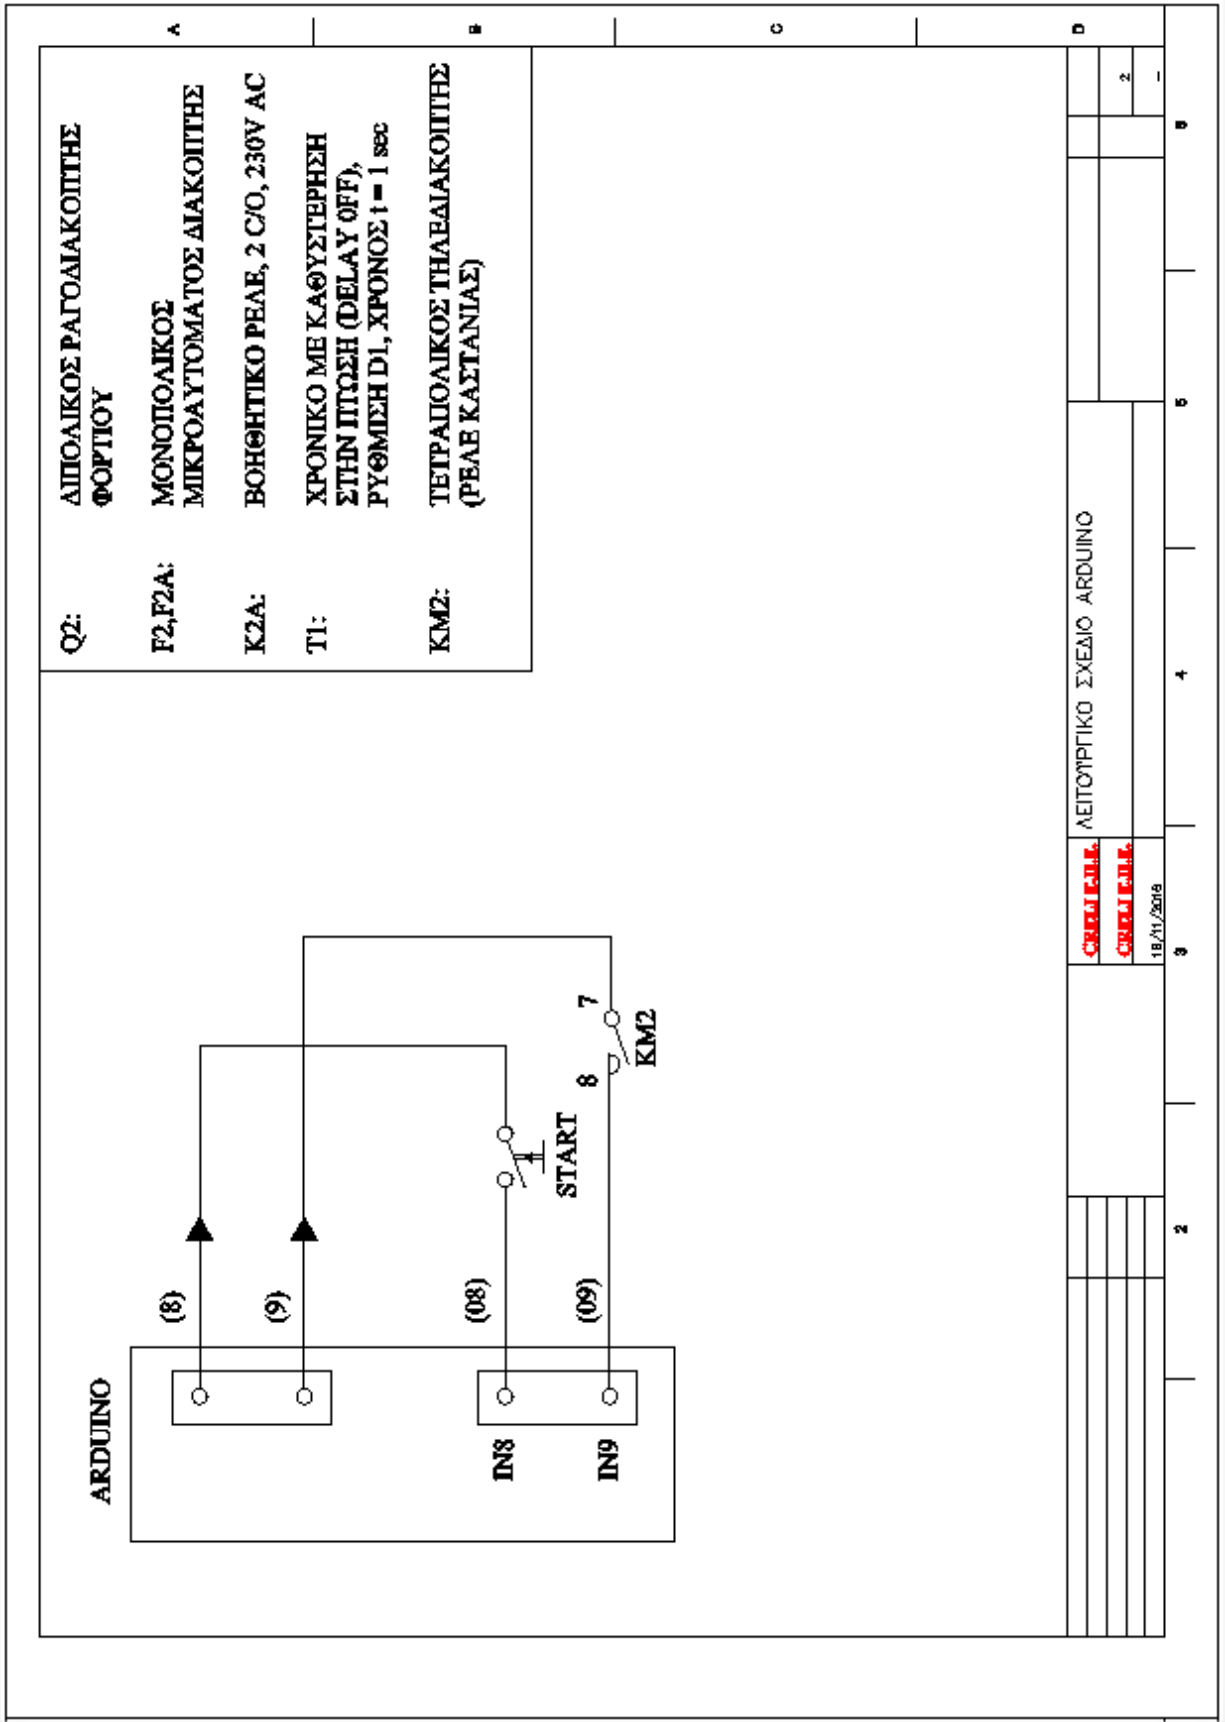 ARDUINO
(8)
(9)
(08)
(09)
IN8
IN9
START
8
7
KM2
Q2: ΔΙΠΟΛΙΚΟΣ ΡΑΓΟΔΙΑΚΟΠΤΗΣ
ΦΟΡΤΙΟΥ
F2,F2A: ΜΟΝΟΠΟΛΙΚΟΣ
ΜΙΚΡΟΑΥΤΟΜΑΤΟΣ ΔΙΑΚΟΠΤΗΣ
K2A: ΒΟΗΘΗΤΙΚΟ ΡΕΛΕ, 2 C/O, 230V AC
T1: ΧΡΟΝΙΚΟ ΜΕ ΚΑΘΥΣΤΕΡΗΣΗ
ΣΤΗΝ ΠΤΩΣΗ (DELAY 0FF),
ΡΥΘΜΙΣΗ D1, ΧΡΟΝΟΣ t = 1 sec
KM2: ΤΕΤΡΑΠΟΛΙΚΟΣ ΤΗΛΕΔΙΑΚΟΠΤΗΣ
(ΡΕΛΕ ΚΑΣΤΑΝΙΑΣ)
A
B
C
D
18/11/2016
ΛΕΙΤΟΥΡΓΙΚΟ ΣΧΕΔΙΟ ARDUINO
2
-
2
3
4
5
6